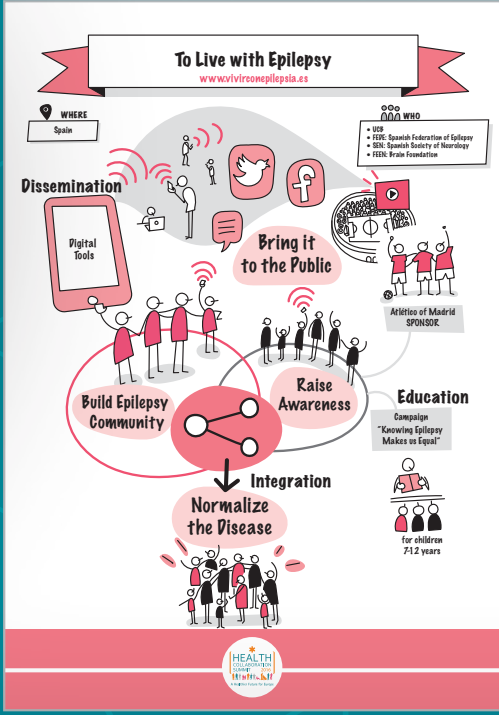 To Live with Epilepsy
www.vivirconepilepsia.es
WHERE
Spain
WHO
• UCB
• FEDE: Spanish Federation of Epilepsy
• SEN: Spanish Society of Neurology
• FEEN: Brain Foundation
Dissemination
Digital
Tools
Bring it
to the Public
Atlético of Madrid
SPONSOR
Build Epilepsy
Community
Raise
Awareness
Education
Campaign
"Knowing Epilepsy
Makes us Equal"
for children
7-12 years
Integration
Normalize
the Disease
HEALTH
COLLABORATION
SUMMIT 2016